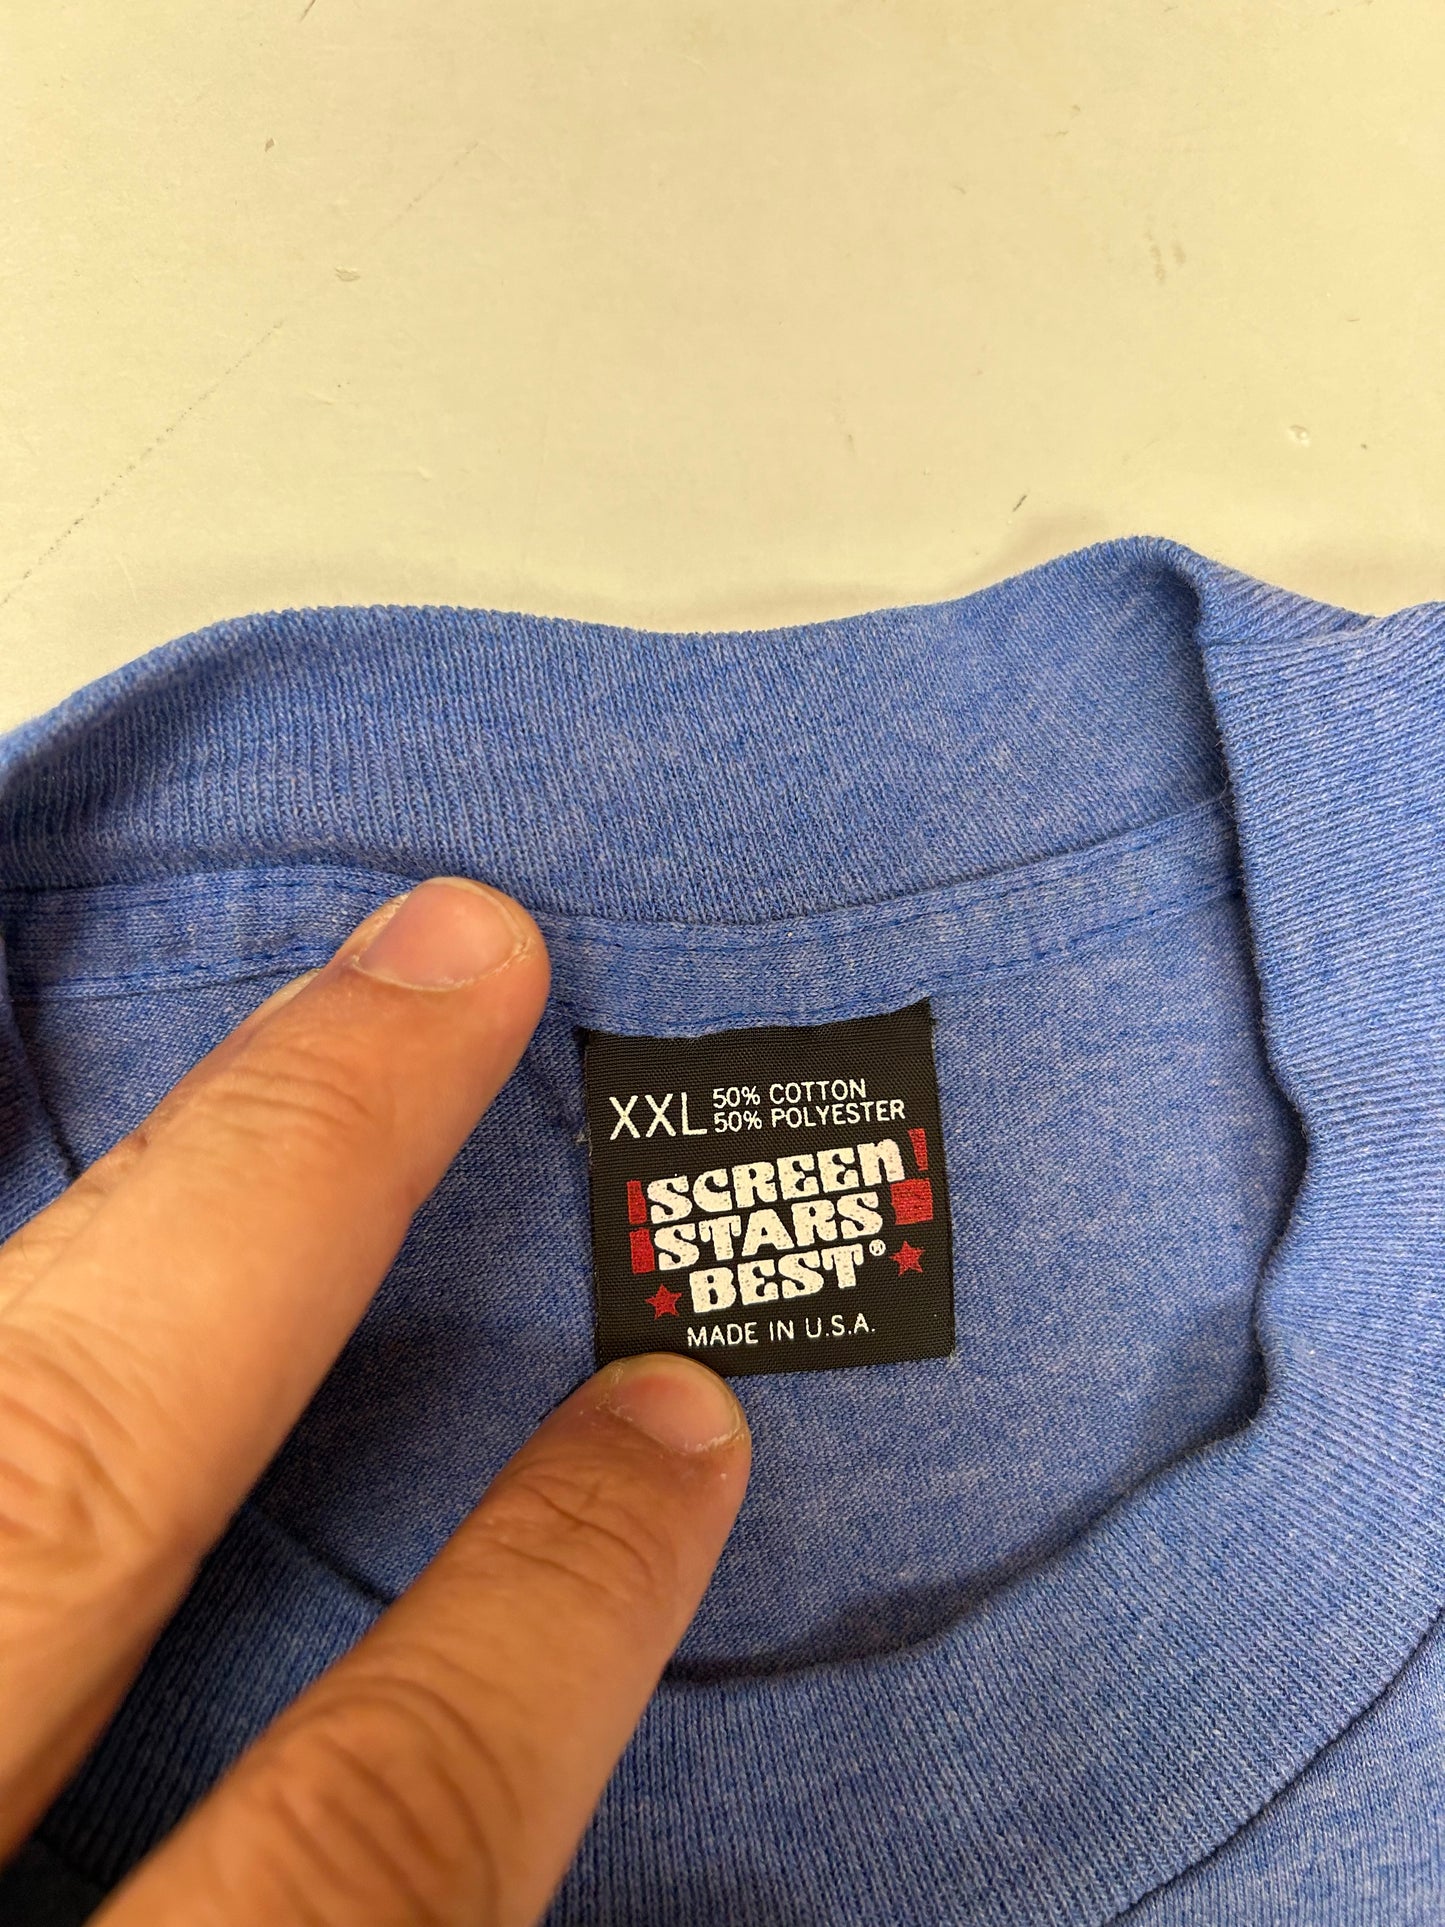 XXL 50% COTTON
50% POLYESTER
SCREEN
STARS
BEST®
MADE IN U.S.A.